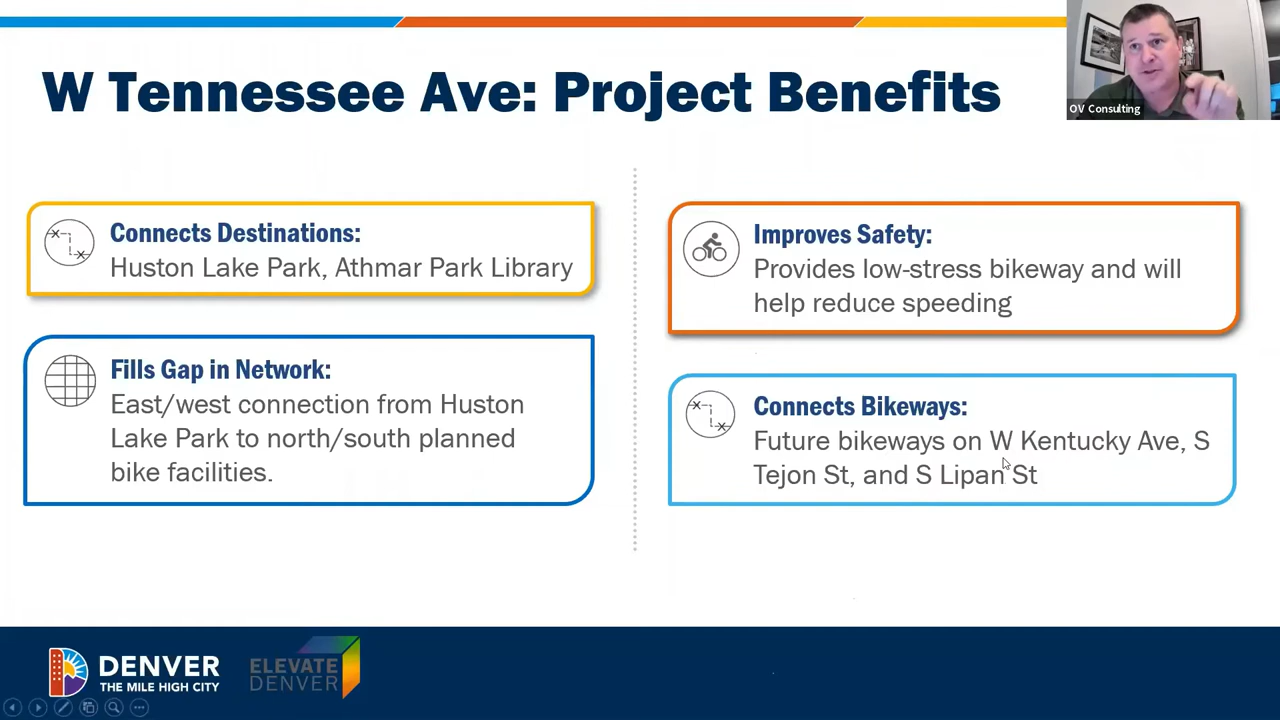 W Tennessee Ave: Project Benefits
OV Consulting
Connects Destinations:
Huston Lake Park, Athmar Park Library
Fills Gap in Network:
East/west connection from Huston
Lake Park to north/south planned
bike facilities.
Improves Safety:
Provides low-stress bikeway and will
help reduce speeding
Connects Bikeways:
Future bikeways on W Kentucky Ave, S
Tejon St, and S Lipan St
DENVER
THE MILE HIGH CITY
ELEVATE
DENVER